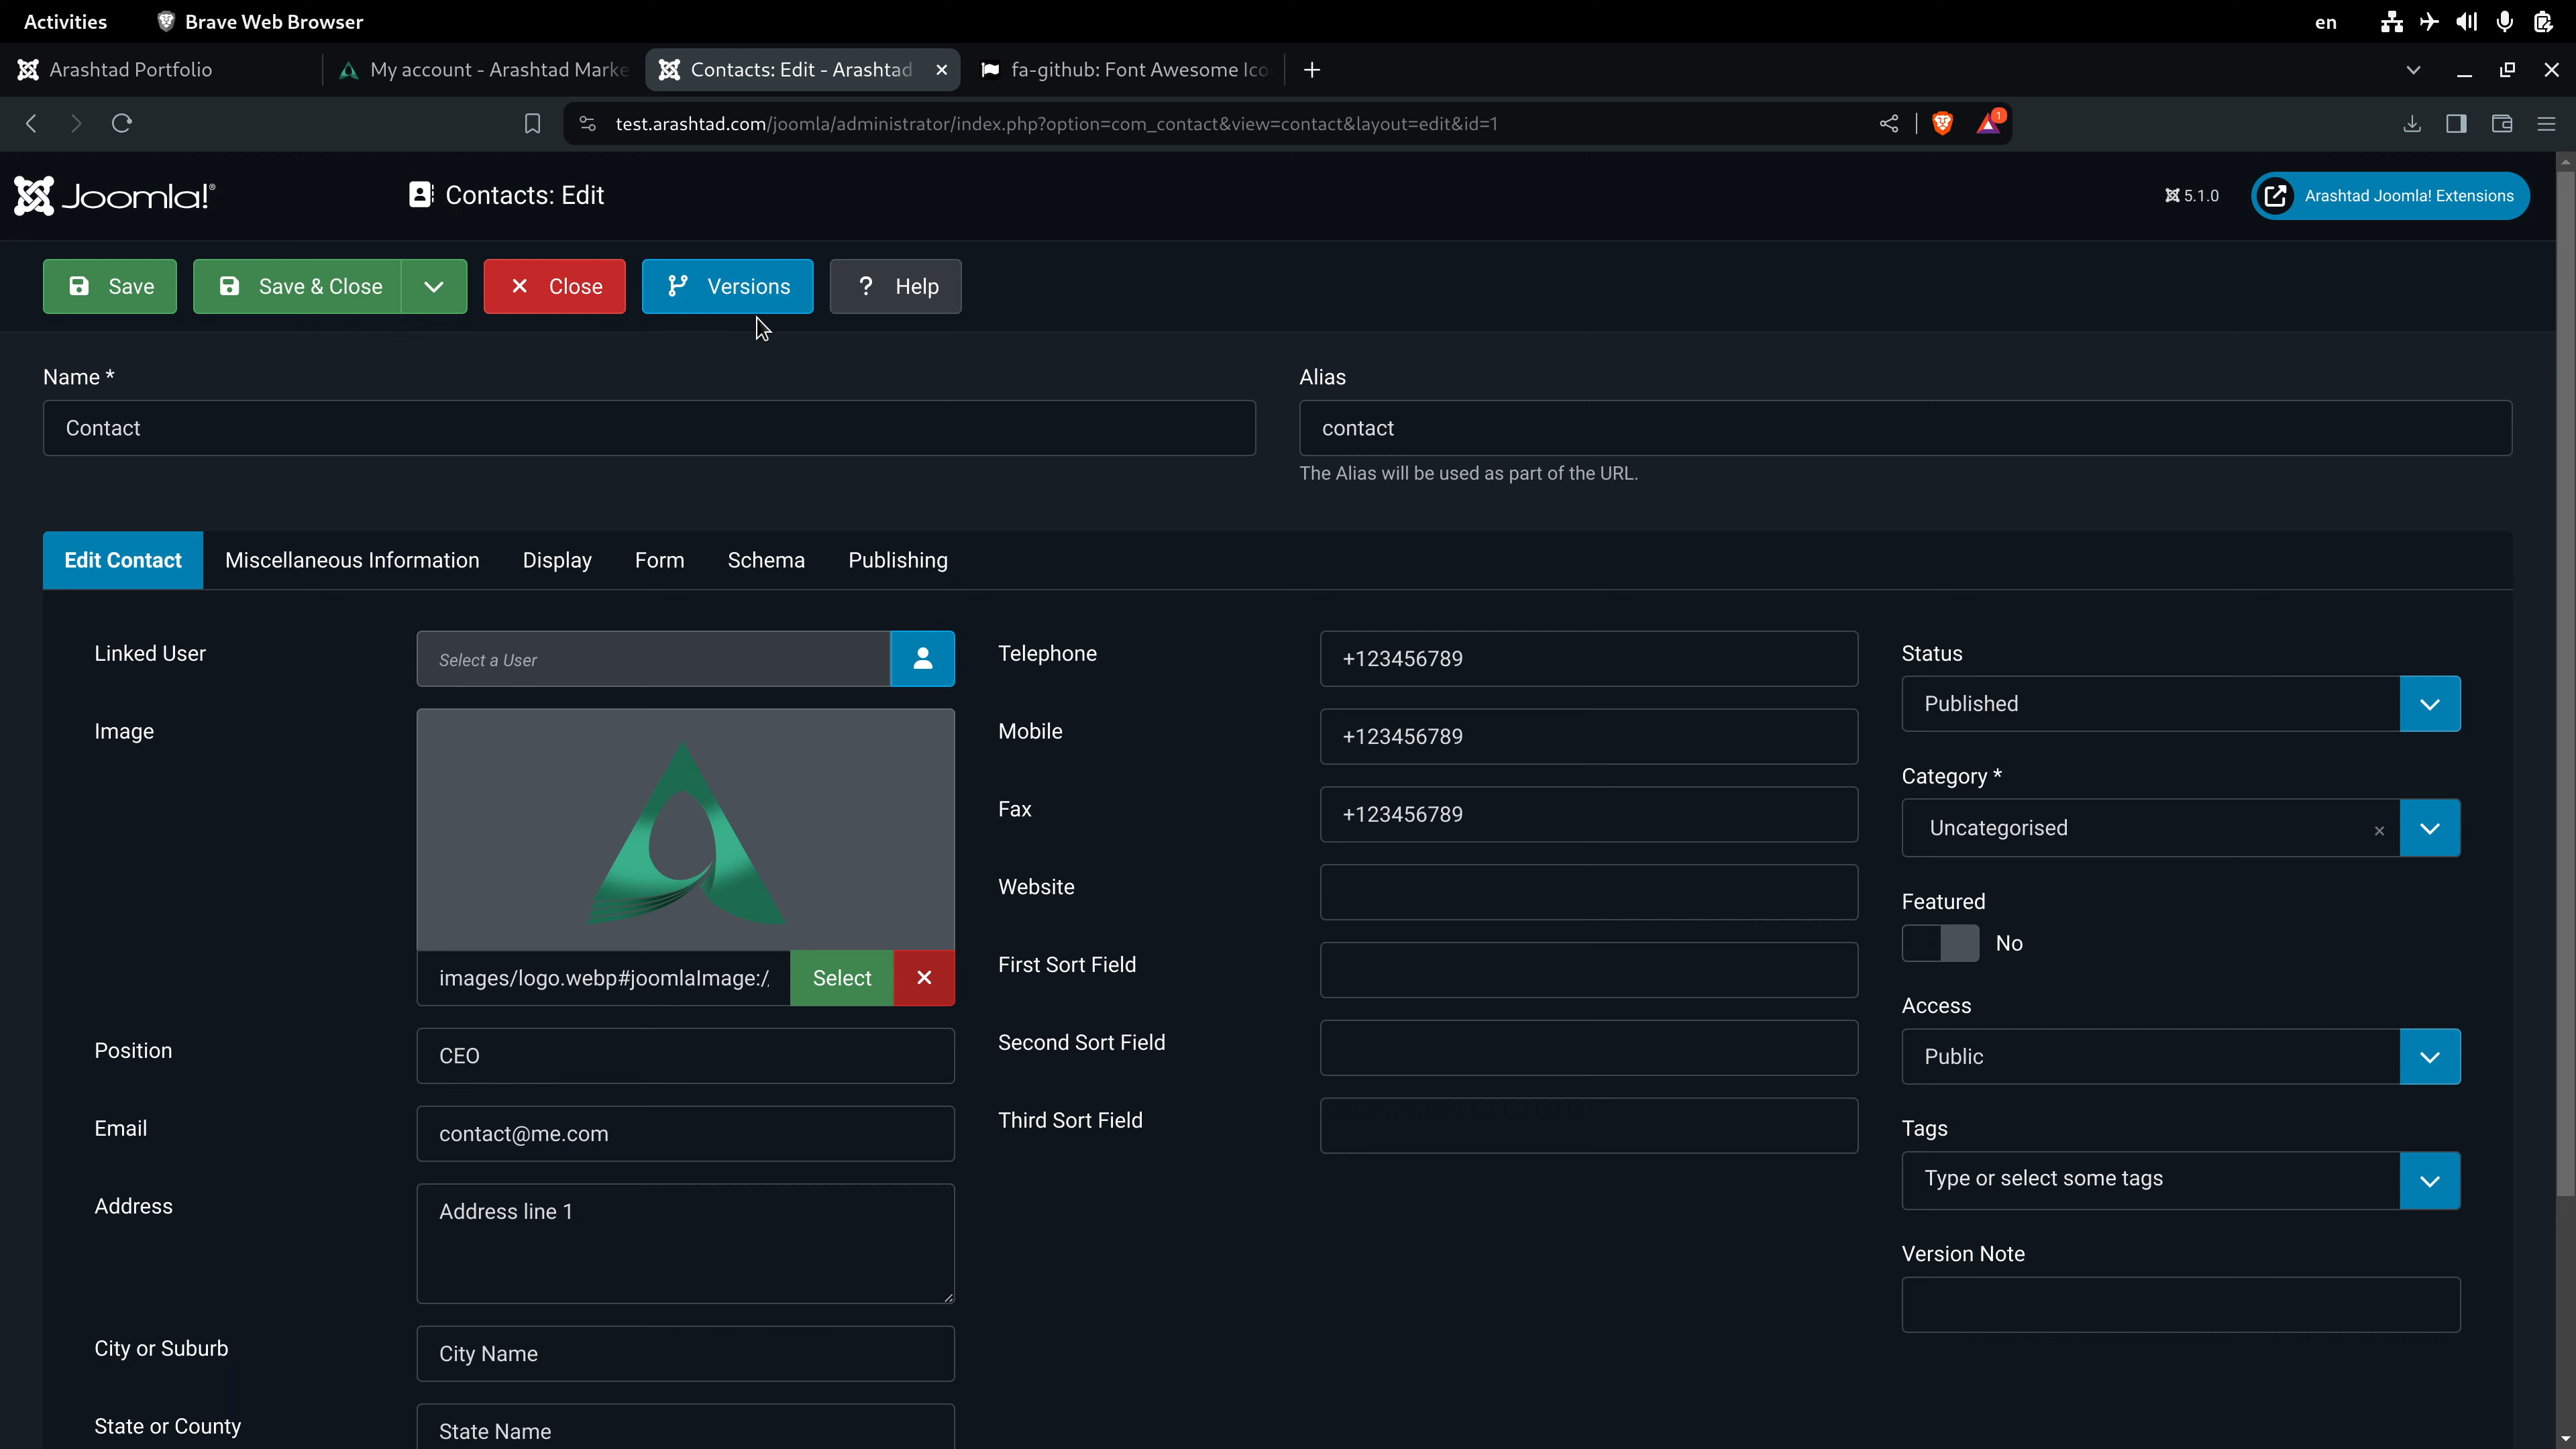 Activities
Brave Web Browser
en
Arashtad Portfolio
My account - Arashtad Marke
Contacts: Edit - Arashtad
fa-github: Font Awesome Ico
test.arashtad.com/joomla/administrator/index.php?option=com_contact&view=contact&layout=edit&id=1
1
Joomla!®
Contacts: Edit
5.1.0
Arashtad Joomla! Extensions
Save
Save & Close
Close
Versions
? Help
Name *
Contact
Alias
contact
The Alias will be used as part of the URL.
Edit Contact
Miscellaneous Information
Display
Form
Schema
Publishing
Linked User
Select a User
Image
images/logo.webp#joomlaImage:/
Select
Position
CEO
Email
contact@me.com
Address
Address line 1
City or Suburb
City Name
State or County
State Name
Telephone
+123456789
Mobile
+123456789
Fax
+123456789
Website
First Sort Field
Second Sort Field
Third Sort Field
Status
Published
Category *
Uncategorised
Featured
No
Access
Public
Tags
Type or select some tags
Version Note